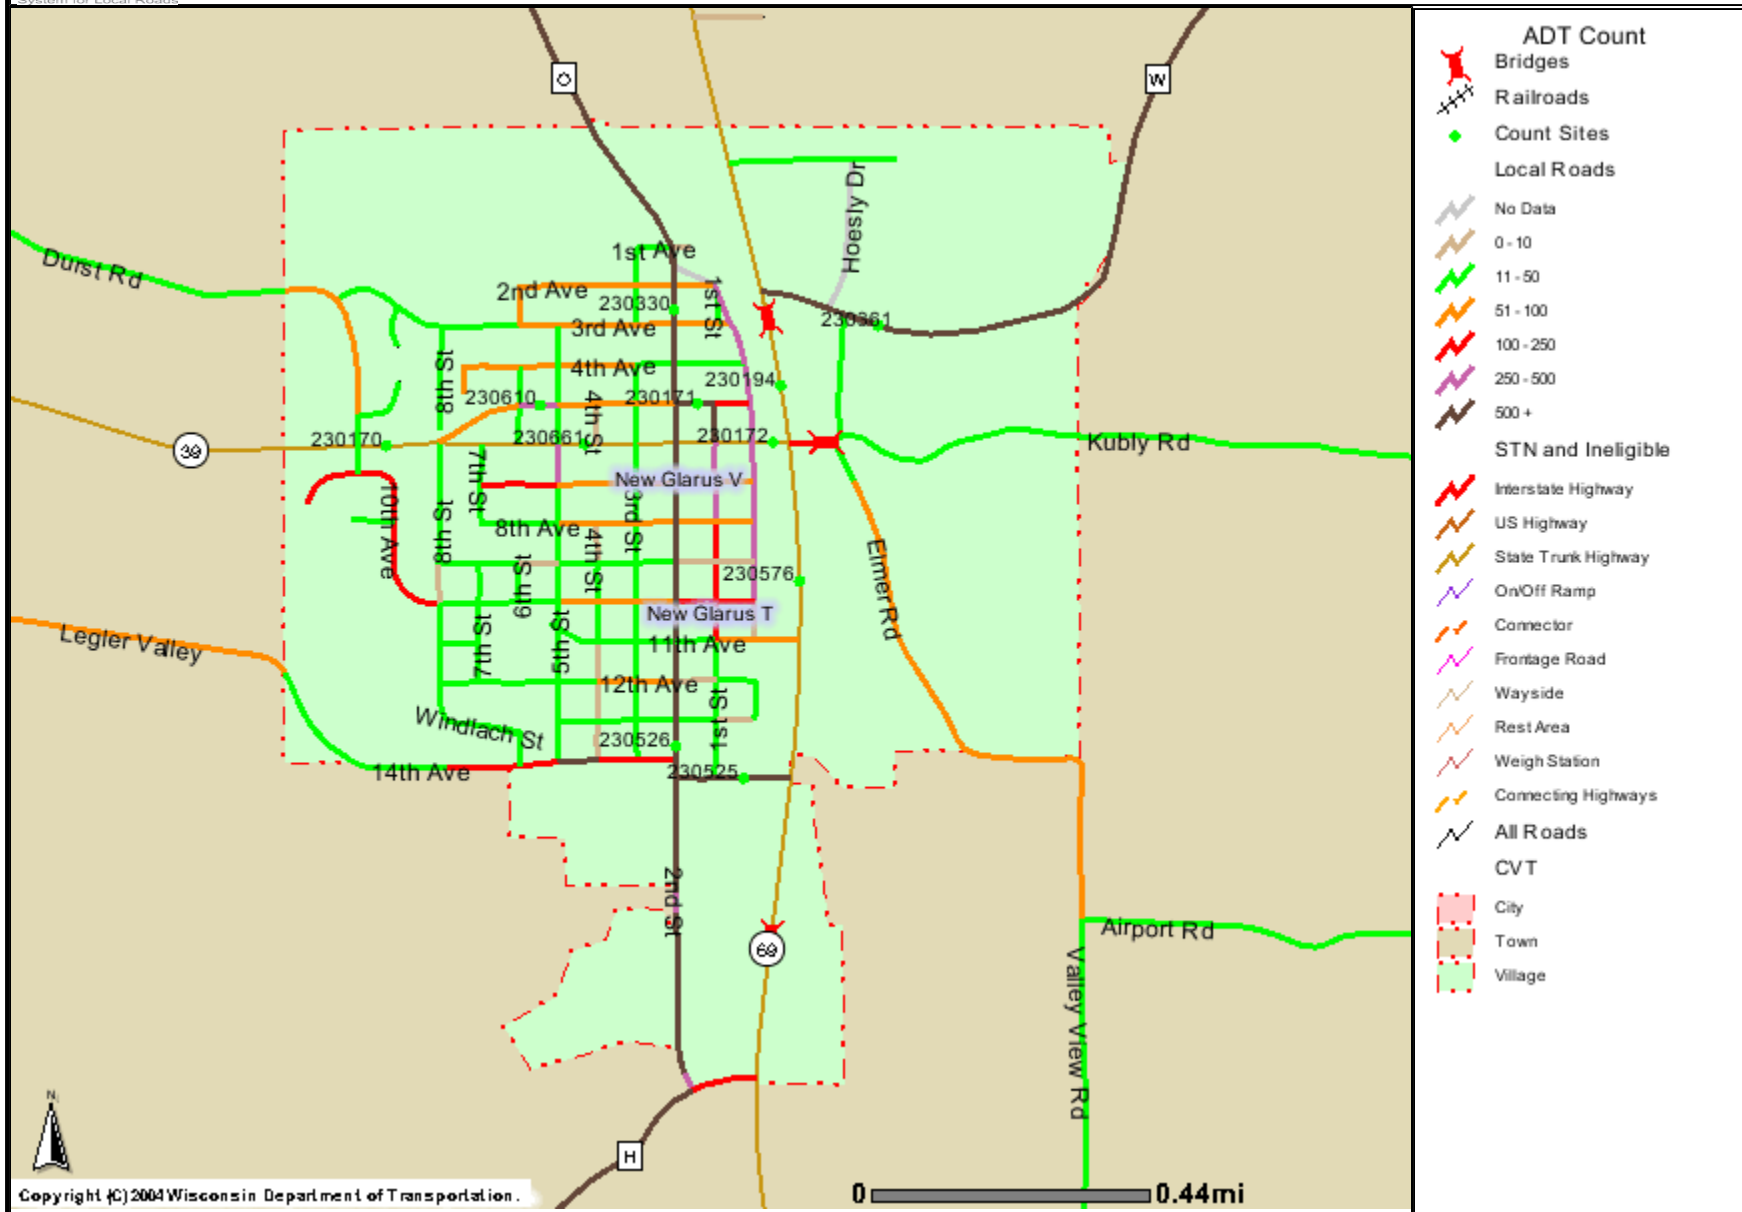 System for Local Roads
O
W
Hoesly Dr
Durst Rd
1st Ave
2nd Ave
230330
1st St
230361
3rd Ave
8th St
4th Ave
230194
230610
4th St
230171
39
230170
230661
230172
Kubly Rd
7th St
New Glarus V
10th Ave
8th St
3rd St
8th Ave
4th St
Elmer Rd
6th St
230576
Legler Valley
7th St
5th St
New Glarus T
11th Ave
12th Ave
Windlach St
1st St
230526
14th Ave
230525
2nd St
69
Airport Rd
Valley View Rd
H
N
Copyright (C) 2004 Wisconsin Department of Transportation.
0
0.44mi
ADT Count
Bridges
Railroads
Count Sites
Local Roads
No Data
0 - 10
11 - 50
51 - 100
100 - 250
250 - 500
500 +
STN and Ineligible
Interstate Highway
US Highway
State Trunk Highway
On/Off Ramp
Connector
Frontage Road
Wayside
Rest Area
Weigh Station
Connecting Highways
All Roads
CVT
City
Town
Village